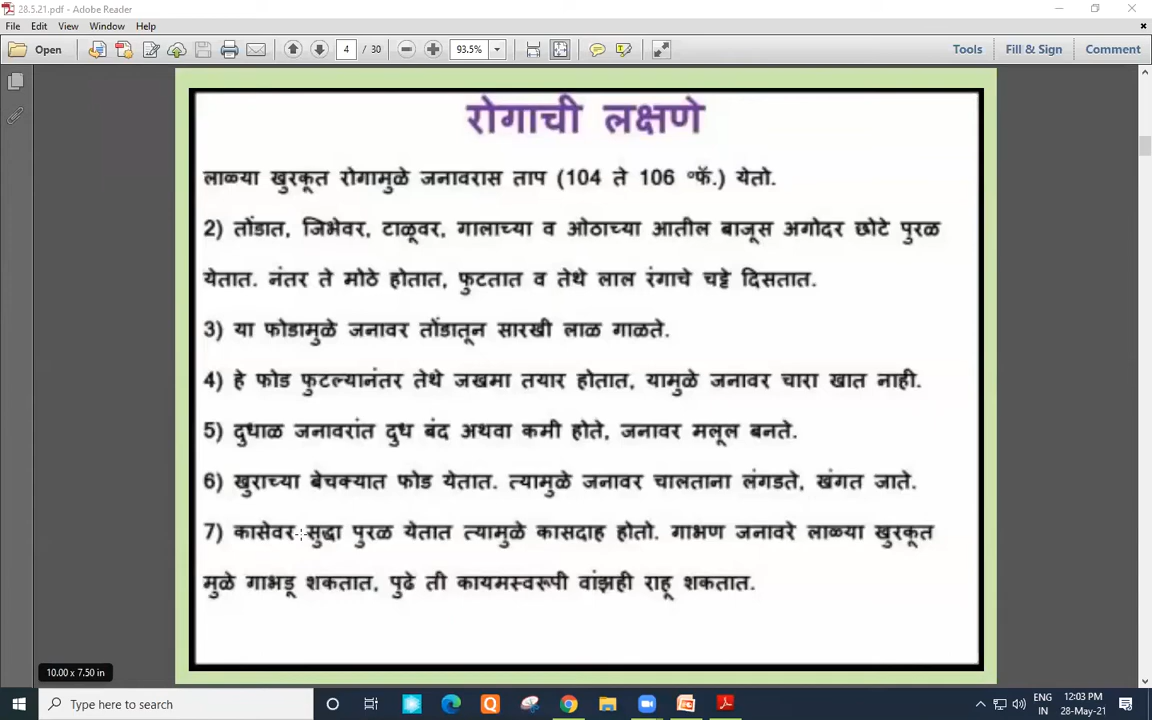 28.5.21.pdf - Adobe Reader
File Edit View Window Help
Open 4 / 30 93.5% Tools Fill & Sign Comment
रोगाची लक्षणे
लाळ्या खुरकूत रोगामुळे जनावरास ताप (104 ते 106 °फॅ.) येतो.
2) तोंडात, जिभेवर, टाळूवर, गालाच्या व ओठाच्या आतील बाजूस अगोदर छोटे पुरळ
येतात. नंतर ते मोठे होतात, फुटतात व तेथे लाल रंगाचे चट्टे दिसतात.
3) या फोडामुळे जनावर तोंडातून सारखी लाळ गाळते.
4) हे फोड फुटल्यानंतर तेथे जखमा तयार होतात, यामुळे जनावर चारा खात नाही.
5) दुधाळ जनावरांत दुध बंद अथवा कमी होते, जनावर मलूल बनते.
6) खुराच्या बेचक्यात फोड येतात. त्यामुळे जनावर चालताना लंगडते, खंगत जाते.
7) कासेवर सुद्धा पुरळ येतात त्यामुळे कासदाह होतो. गाभण जनावरे लाळ्या खुरकूत
मुळे गाभडू शकतात, पुढे ती कायमस्वरूपी वांझही राहू शकतात.
10.00 x 7.50 in
Type here to search
ENG 12:03 PM
IN 28-May-21